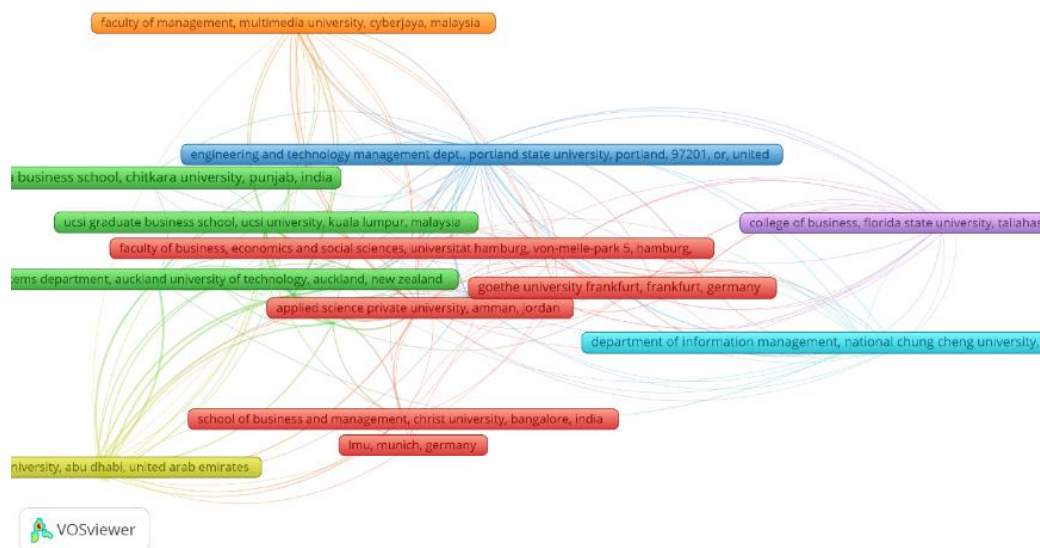 faculty of management, multimedia university, cyberjaya, malaysia
engineering and technology management dept., portland state university, portland, 97201, or, united
business school, chitkara university, punjab, india
ucsi graduate business school, ucsi university, kuala lumpur, malaysia
college of business, florida state university, tallahas
faculty of business, economics and social sciences, universität hamburg, von-melle-park 5, hamburg,
tems department, auckland university of technology, auckland, new zealand
goethe university frankfurt, frankfurt, germany
applied science private university, amman, jordan
department of information management, national chung cheng university,
school of business and management, christ university, bangalore, india
lmu, munich, germany
niversity, abu dhabi, united arab emirates
VOSviewer